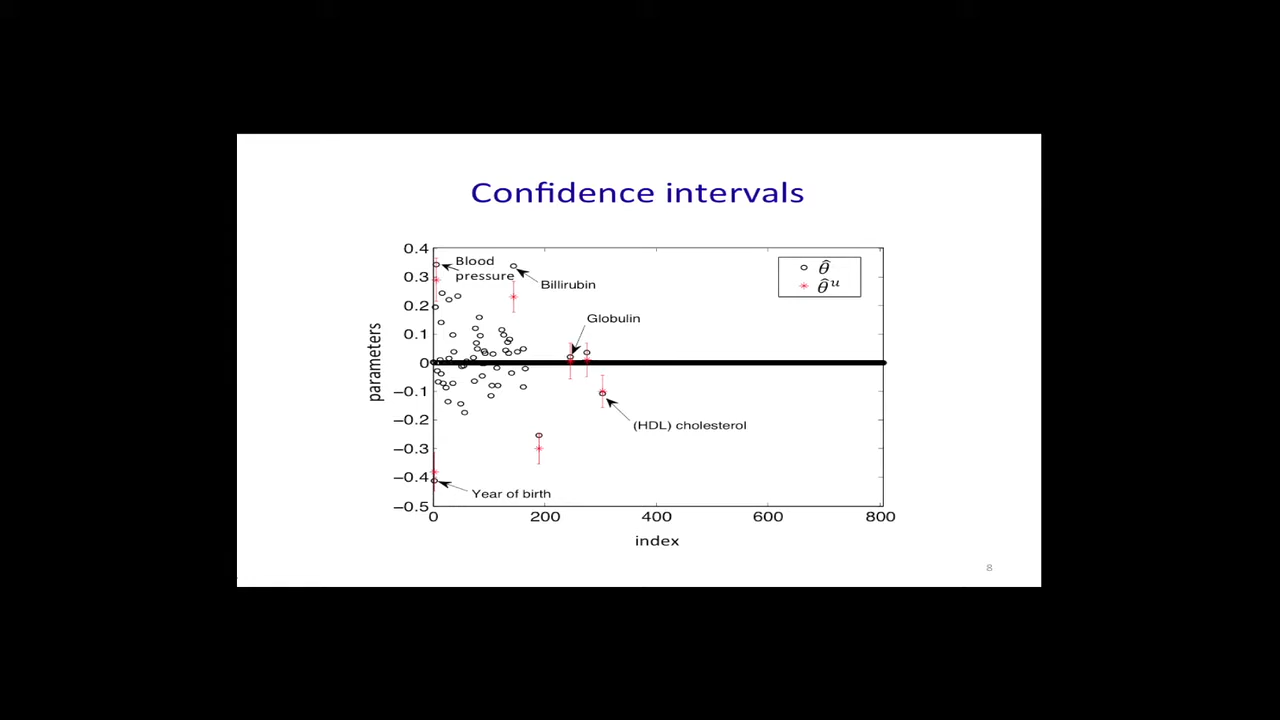 Confidence intervals
0.4
0.3
0.2
0.1
0
−0.1
−0.2
−0.3
−0.4
−0.5
parameters
Blood
pressure
Billirubin
Globulin
(HDL) cholesterol
Year of birth
θ̂
θ̂ᵘ
0 200 400 600 800
index
8